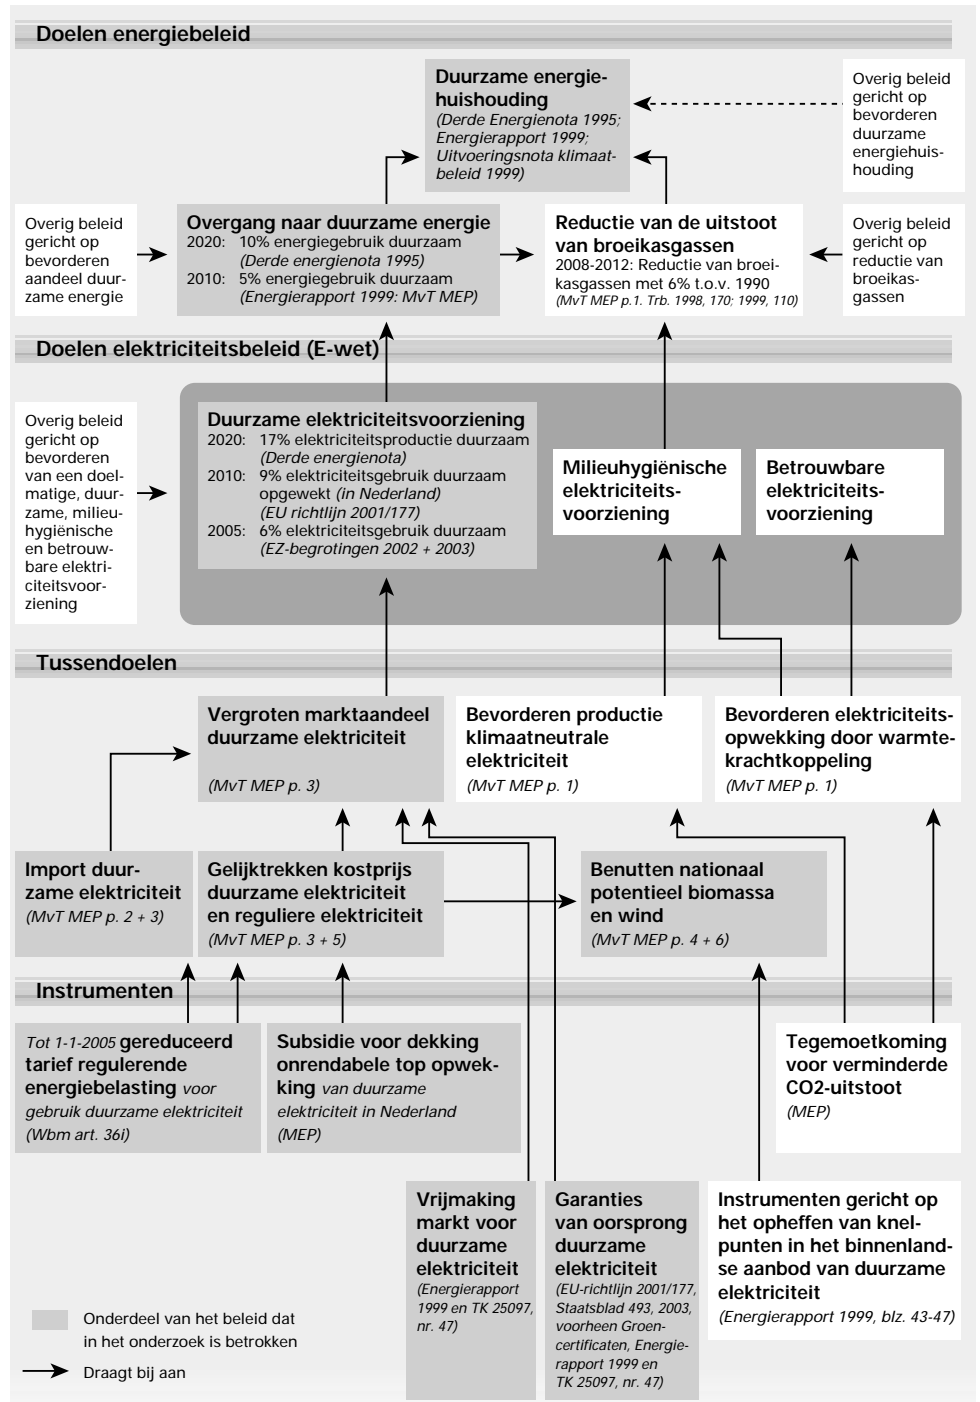 Doelen energiebeleid
Duurzame energie-
huishouding
(Derde Energienota 1995;
Energierapport 1999;
Uitvoeringsnota klimaat-
beleid 1999)
Overig beleid
gericht op
bevorderen
duurzame
energiehuis-
houding
Overig beleid
gericht op
bevorderen
aandeel duur-
zame energie
Overgang naar duurzame energie
2020: 10% energiegebruik duurzaam
(Derde energienota 1995)
2010: 5% energiegebruik duurzaam
(Energierapport 1999: MvT MEP)
Reductie van de uitstoot
van broeikasgassen
2008-2012: Reductie van broei-
kasgassen met 6% t.o.v. 1990
(MvT MEP p.1. Trb. 1998, 170; 1999, 110)
Overig beleid
gericht op
reductie van
broeikas-
gassen
Doelen elektriciteitsbeleid (E-wet)
Overig beleid
gericht op
bevorderen
van een doel-
matige, duur-
zame, milieu-
hygiënische
en betrouw-
bare elektri-
citeitsvoor-
ziening
Duurzame elektriciteitsvoorziening
2020: 17% elektriciteitsproductie duurzaam
(Derde energienota)
2010: 9% elektriciteitsgebruik duurzaam
opgewekt (in Nederland)
(EU richtlijn 2001/177)
2005: 6% elektriciteitsgebruik duurzaam
(EZ-begrotingen 2002 + 2003)
Milieuhygiënische
elektriciteits-
voorziening
Betrouwbare
elektriciteits-
voorziening
Tussendoelen
Vergroten marktaandeel
duurzame elektriciteit
(MvT MEP p. 3)
Bevorderen productie
klimaatneutrale
elektriciteit
(MvT MEP p. 1)
Bevorderen elektriciteits-
opwekking door warmte-
krachtkoppeling
(MvT MEP p. 1)
Import duur-
zame elektriciteit
(MvT MEP p. 2 + 3)
Gelijktrekken kostprijs
duurzame elektriciteit
en reguliere elektriciteit
(MvT MEP p. 3 + 5)
Benutten nationaal
potentieel biomassa
en wind
(MvT MEP p. 4 + 6)
Instrumenten
Tot 1-1-2005 gereduceerd
tarief regulerende
energiebelasting voor
gebruik duurzame elektriciteit
(Wbm art. 36i)
Subsidie voor dekking
onrendabele top opwek-
king van duurzame
elektriciteit in Nederland
(MEP)
Tegemoetkoming
voor verminderde
CO2-uitstoot
(MEP)
Vrijmaking
markt voor
duurzame
elektriciteit
(Energierapport
1999 en TK 25097,
nr. 47)
Garanties
van oorsprong
duurzame
elektriciteit
(EU-richtlijn 2001/177,
Staatsblad 493, 2003,
voorheen Groen-
certificaten, Energie-
rapport 1999 en
TK 25097, nr. 47)
Instrumenten gericht op
het opheffen van knel-
punten in het binnenland-
se aanbod van duurzame
elektriciteit
(Energierapport 1999, blz. 43-47)
Onderdeel van het beleid dat
in het onderzoek is betrokken
Draagt bij aan